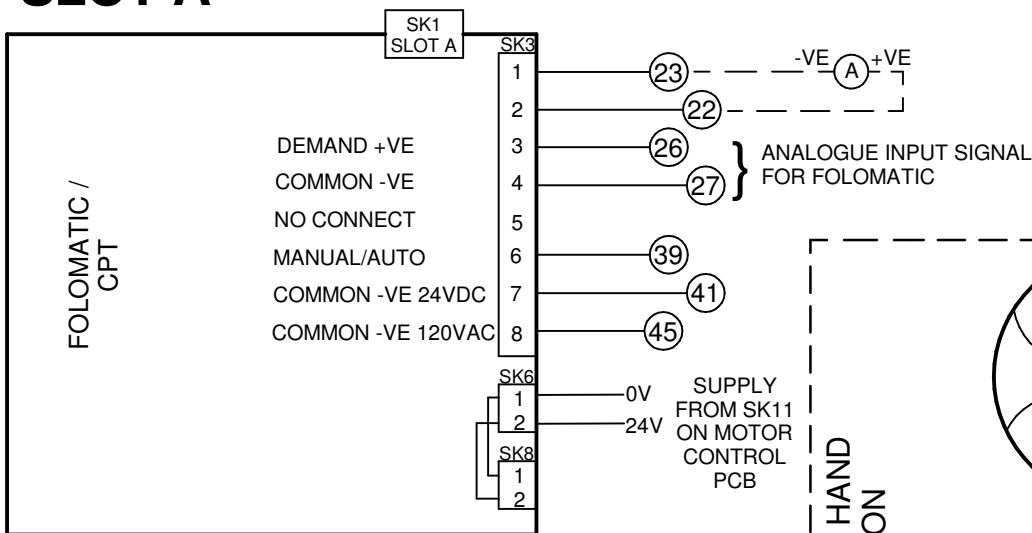 SLOT A
SK1
SLOT A
SK3
1
23
-VE
A
+VE
2
22
DEMAND +VE
3
26
ANALOGUE INPUT SIGNAL
FOR FOLOMATIC
COMMON -VE
4
27
NO CONNECT
5
MANUAL/AUTO
6
39
COMMON -VE 24VDC
7
41
COMMON -VE 120VAC
8
45
FOLOMATIC /
CPT
SK6
1
0V
2
24V
SUPPLY
FROM SK11
ON MOTOR
CONTROL
PCB
SK8
1
2
HAND
ON